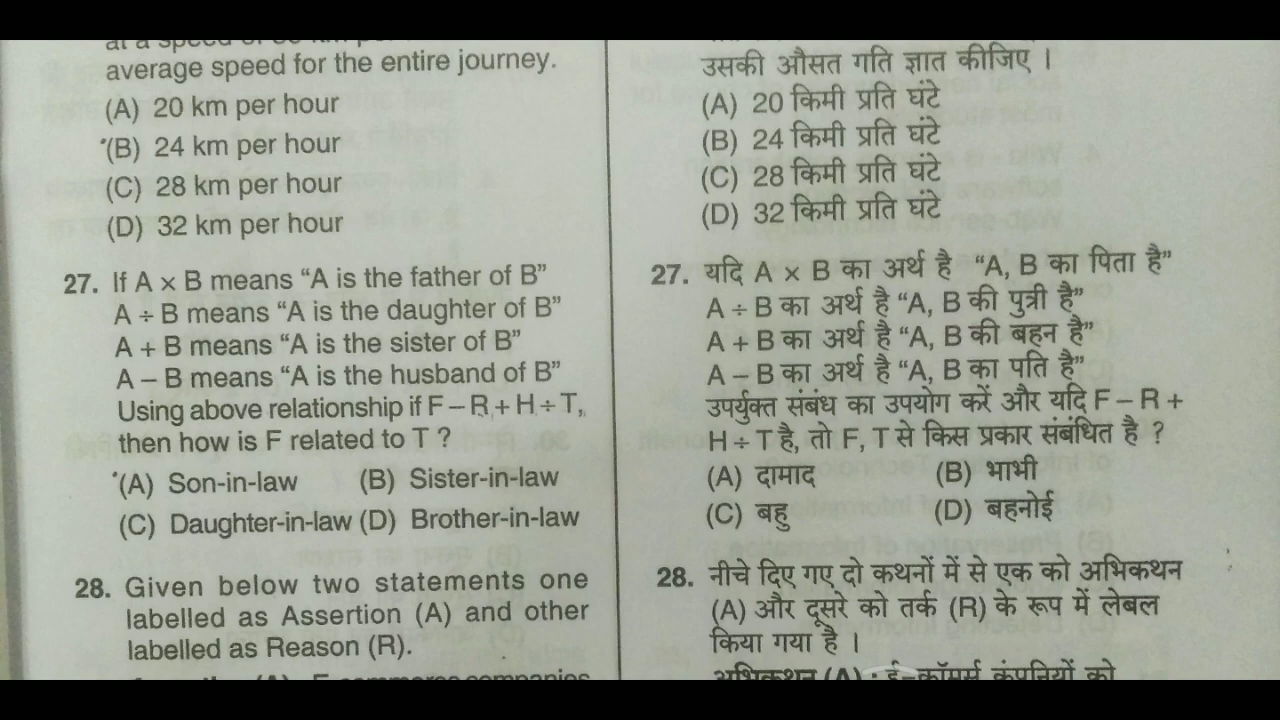 average speed for the entire journey.
(A) 20 km per hour
(B) 24 km per hour
(C) 28 km per hour
(D) 32 km per hour
27. If A × B means “A is the father of B”
A ÷ B means “A is the daughter of B”
A + B means “A is the sister of B”
A – B means “A is the husband of B”
Using above relationship if F – R + H ÷ T,
then how is F related to T ?
(A) Son-in-law (B) Sister-in-law
(C) Daughter-in-law (D) Brother-in-law
28. Given below two statements one
labelled as Assertion (A) and other
labelled as Reason (R).
उसकी औसत गति ज्ञात कीजिए ।
(A) 20 किमी प्रति घंटे
(B) 24 किमी प्रति घंटे
(C) 28 किमी प्रति घंटे
(D) 32 किमी प्रति घंटे
27. यदि A × B का अर्थ है “A, B का पिता है”
A ÷ B का अर्थ है “A, B की पुत्री है”
A + B का अर्थ है “A, B की बहन है”
A – B का अर्थ है “A, B का पति है”
उपर्युक्त संबंध का उपयोग करें और यदि F – R +
H ÷ T है, तो F, T से किस प्रकार संबंधित है ?
(A) दामाद (B) भाभी
(C) बहु (D) बहनोई
28. नीचे दिए गए दो कथनों में से एक को अभिकथन
(A) और दूसरे को तर्क (R) के रूप में लेबल
किया गया है ।
अभिकथन (A) : ई-कॉमर्स कंपनियों को